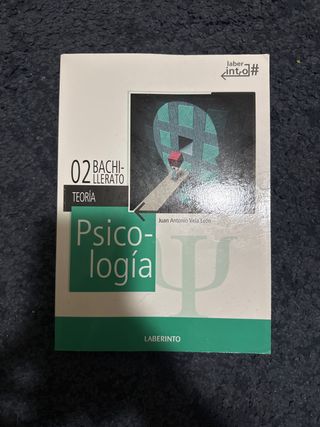 laber
into#
02 BACHI-
LLERATO
TEORÍA
Juan Antonio Vela León
Psico-
logía
Ψ
LABERINTO